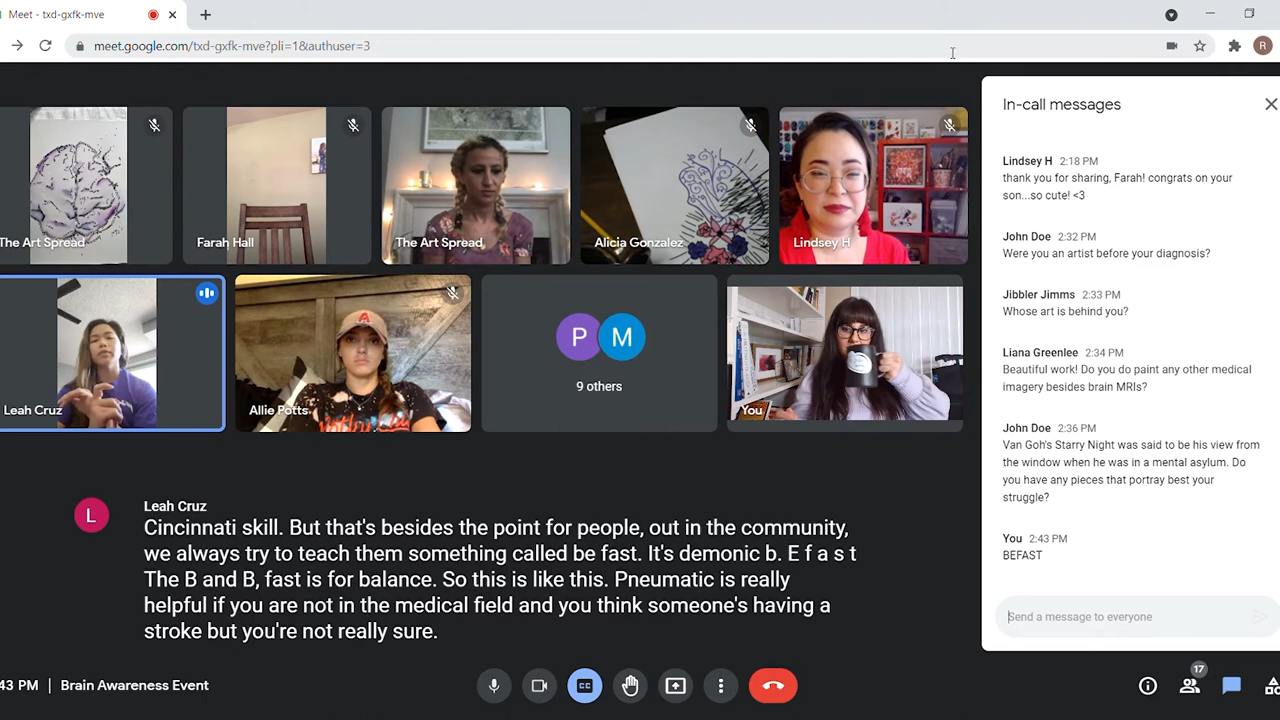 Meet - txd-gxfk-mve
meet.google.com/txd-gxfk-mve?pli=1&authuser=3
R
In-call messages
Lindsey H 2:18 PM
thank you for sharing, Farah! congrats on your
son...so cute! <3
John Doe 2:32 PM
Were you an artist before your diagnosis?
Jibbler Jimms 2:33 PM
Whose art is behind you?
Liana Greenlee 2:34 PM
Beautiful work! Do you do paint any other medical
imagery besides brain MRIs?
John Doe 2:36 PM
Van Goh's Starry Night was said to be his view from
the window when he was in a mental asylum. Do
you have any pieces that portray best your
struggle?
You 2:43 PM
BEFAST
Send a message to everyone
The Art Spread
Farah Hall
The Art Spread
Alicia Gonzalez
Lindsey H
Leah Cruz
A
Allie Potts
P M
9 others
You
L
Leah Cruz
Cincinnati skill. But that's besides the point for people, out in the community,
we always try to teach them something called be fast. It's demonic b. E f a s t
The B and B, fast is for balance. So this is like this. Pneumatic is really
helpful if you are not in the medical field and you think someone's having a
stroke but you're not really sure.
43 PM | Brain Awareness Event
CC
17